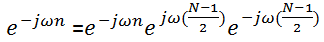 e^{-jωn} = e^{-jωn} e^{jω(\frac{N-1}{2})} e^{-jω(\frac{N-1}{2})}